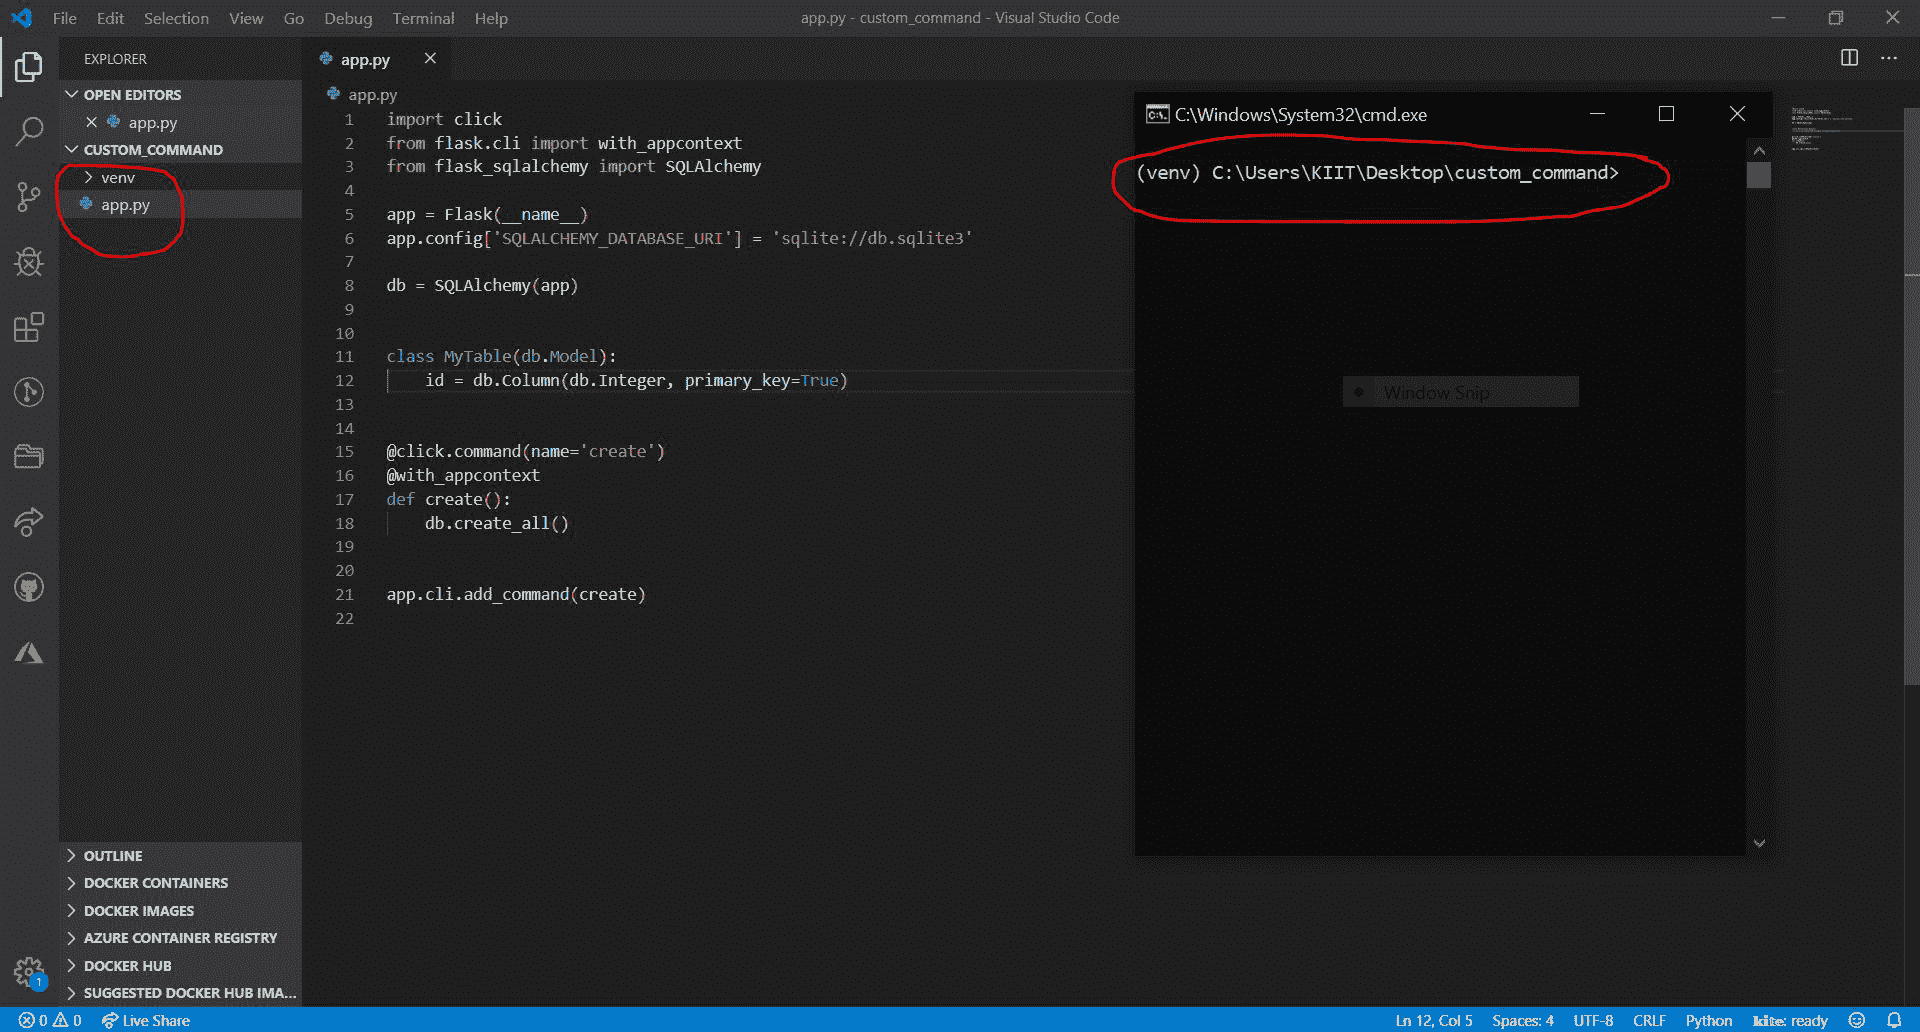 File Edit Selection View Go Debug Terminal Help
app.py - custom_command - Visual Studio Code
EXPLORER
OPEN EDITORS
app.py
CUSTOM_COMMAND
venv
app.py
OUTLINE
DOCKER CONTAINERS
DOCKER IMAGES
AZURE CONTAINER REGISTRY
DOCKER HUB
SUGGESTED DOCKER HUB IMA...
1
app.py
app.py
1 import click
2 from flask.cli import with_appcontext
3 from flask_sqlalchemy import SQLAlchemy
4
5 app = Flask(__name__)
6 app.config['SQLALCHEMY_DATABASE_URI'] = 'sqlite://db.sqlite3'
7
8 db = SQLAlchemy(app)
9
10
11 class MyTable(db.Model):
12     id = db.Column(db.Integer, primary_key=True)
13
14
15 @click.command(name='create')
16 @with_appcontext
17 def create():
18     db.create_all()
19
20
21 app.cli.add_command(create)
22
C:\Windows\System32\cmd.exe
(venv) C:\Users\KIIT\Desktop\custom_command>
Window Snip
0 0 Live Share
Ln 12, Col 5 Spaces: 4 UTF-8 CRLF Python kite: ready